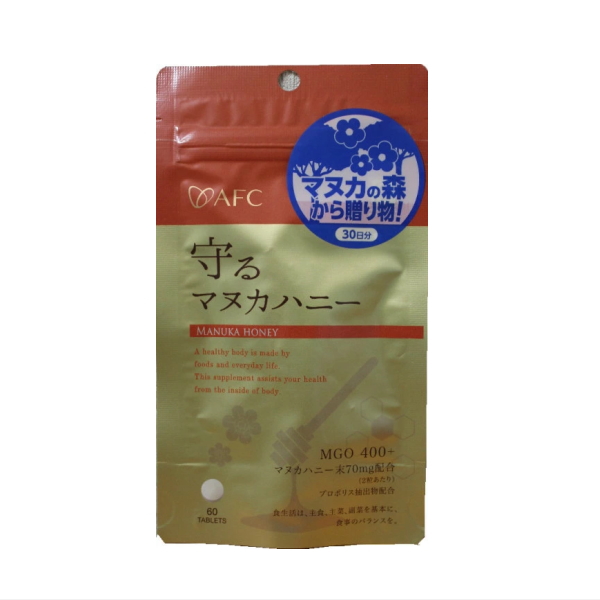 マヌカの森
から贈り物!
30日分
AFC
守る
マヌカハニー
MANUKA HONEY
A healthy body is made by
foods and everyday life.
This supplement assists your health
from the inside of body.
MGO 400+
マヌカハニー末70mg配合
(2粒あたり)
プロポリス抽出物配合
60
TABLETS
食生活は、主食、主菜、副菜を基本に、
食事のバランスを。